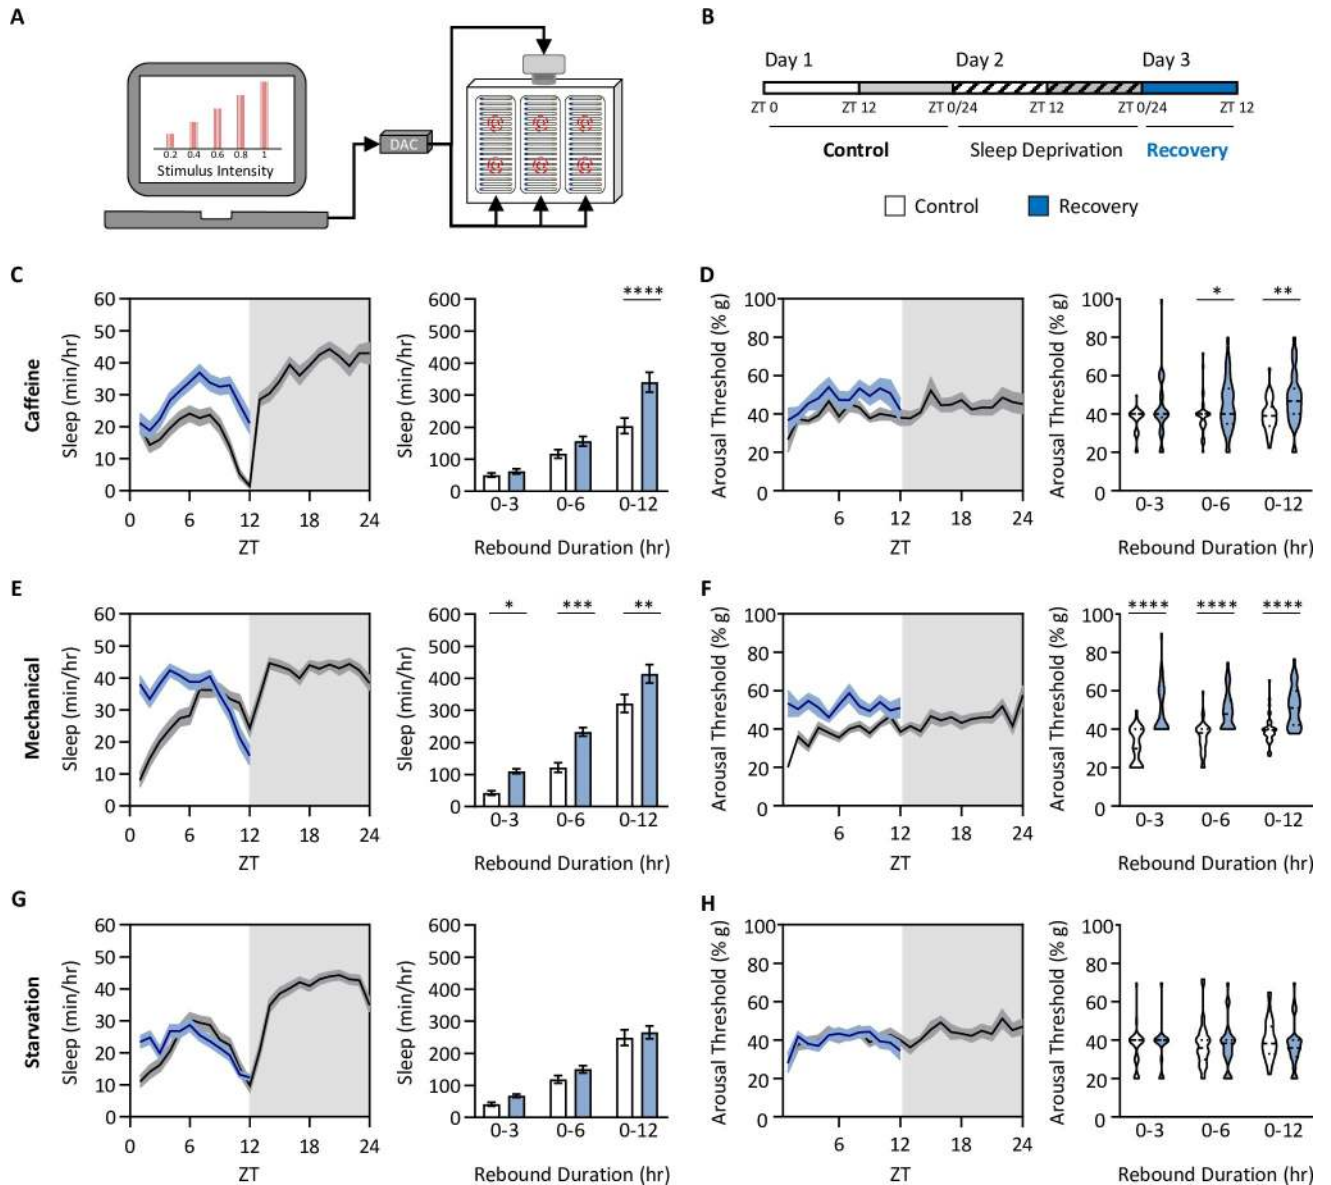 A
0.2 0.4 0.6 0.8 1
Stimulus Intensity
DAC
B
Day 1 Day 2 Day 3
ZT 0 ZT 12 ZT 0/24 ZT 12 ZT 0/24 ZT 12
Control Sleep Deprivation Recovery
Control Recovery
C
Caffeine
Sleep (min/hr)
60
50
40
30
20
10
0
0 6 12 18 24
ZT
Sleep (min/hr)
600
500
400
300
200
100
0
****
0-3 0-6 0-12
Rebound Duration (hr)
D
Arousal Threshold (% g)
100
80
60
40
20
0
6 12 18 24
ZT
Arousal Threshold (% g)
100
80
60
40
20
0
* **
0-3 0-6 0-12
Rebound Duration (hr)
E
Mechanical
Sleep (min/hr)
60
50
40
30
20
10
0
0 6 12 18 24
ZT
Sleep (min/hr)
600
500
400
300
200
100
0
* *** **
0-3 0-6 0-12
Rebound Duration (hr)
F
Arousal Threshold (% g)
100
80
60
40
20
0
6 12 18 24
ZT
Arousal Threshold (% g)
100
80
60
40
20
0
**** **** ****
0-3 0-6 0-12
Rebound Duration (hr)
G
Starvation
Sleep (min/hr)
60
50
40
30
20
10
0
0 6 12 18 24
ZT
Sleep (min/hr)
600
500
400
300
200
100
0
0-3 0-6 0-12
Rebound Duration (hr)
H
Arousal Threshold (% g)
100
80
60
40
20
0
6 12 18 24
ZT
Arousal Threshold (% g)
100
80
60
40
20
0
0-3 0-6 0-12
Rebound Duration (hr)